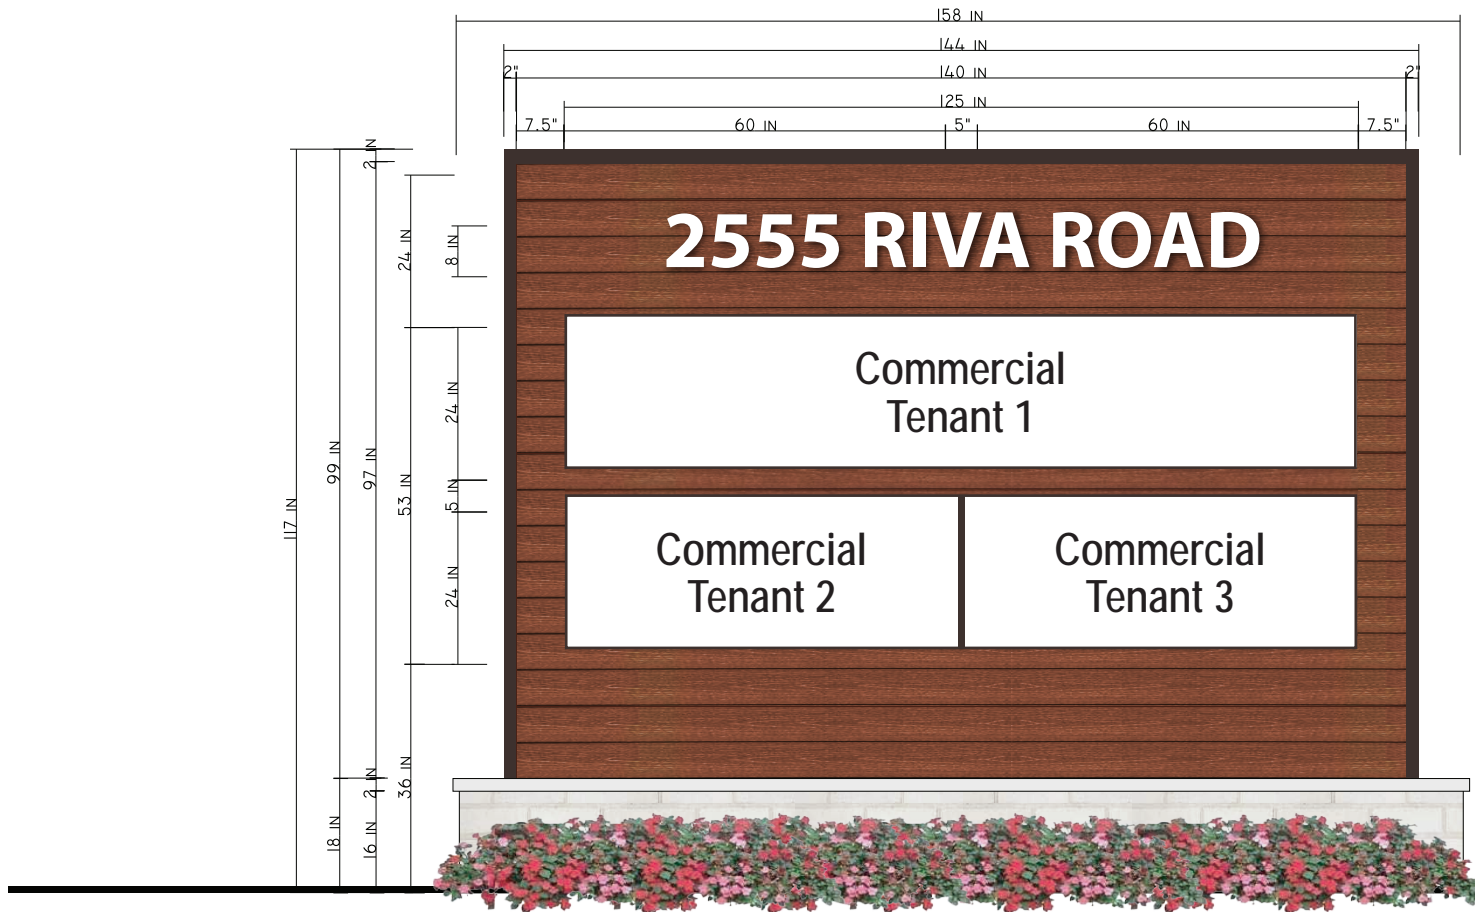 158 IN
144 IN
2" 140 IN 2"
125 IN
7.5" 60 IN 5" 60 IN 7.5"
2 IN
24 IN
8 IN
2555 RIVA ROAD
Commercial
Tenant 1
24 IN
99 IN
97 IN
53 IN
5 IN
117 IN
Commercial
Tenant 2
Commercial
Tenant 3
24 IN
2 IN
36 IN
18 IN
16 IN